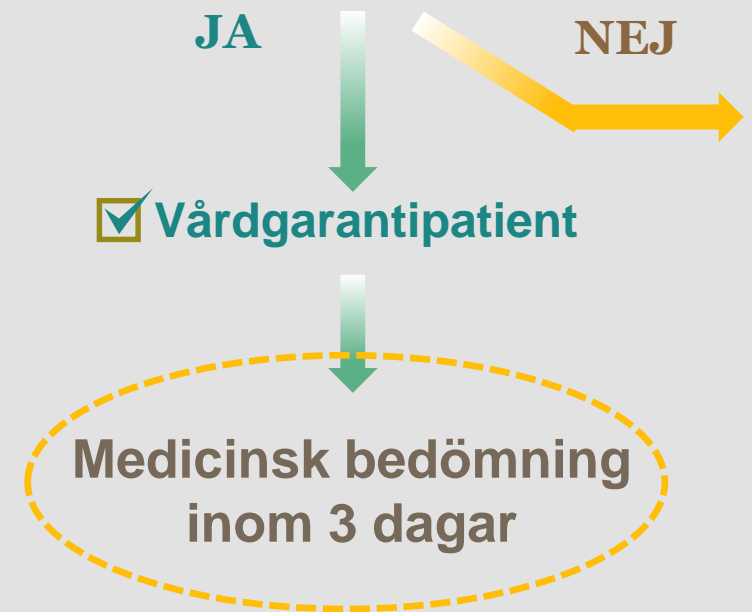 JA
NEJ
Vårdgarantipatient
Medicinsk bedömning
inom 3 dagar